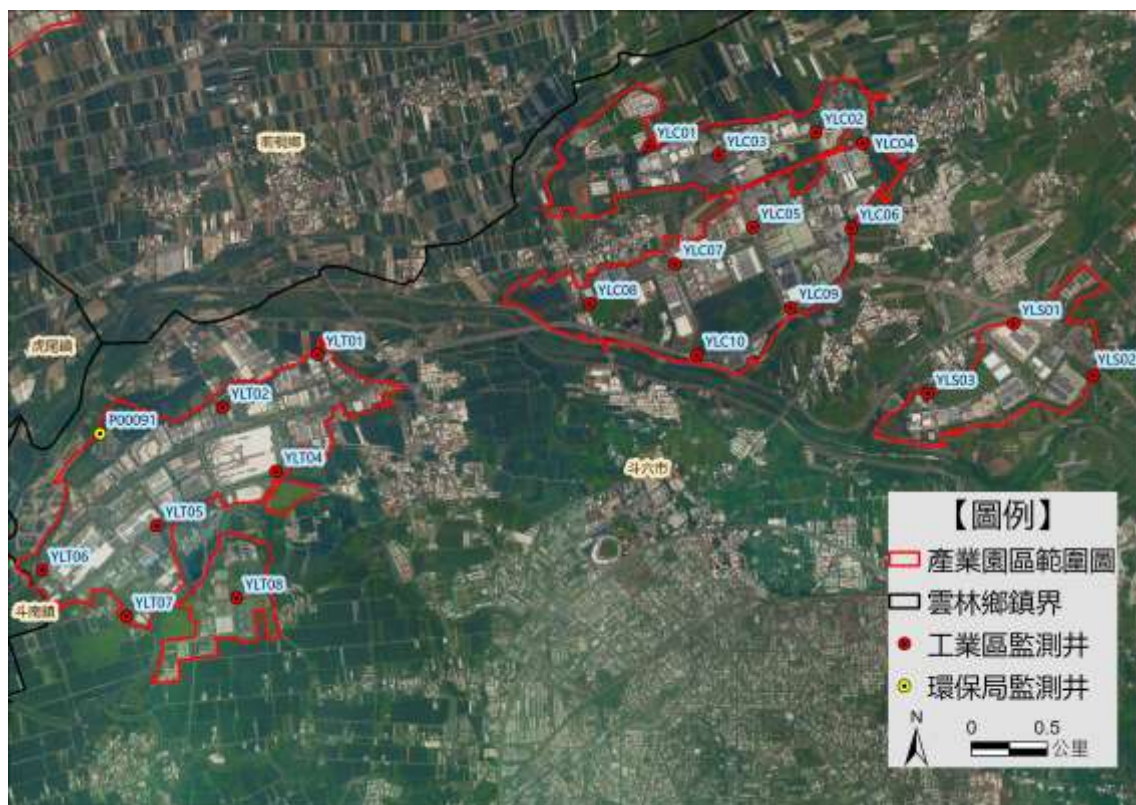 YLC01
YLC02
YLC03
YLC04
莿桐鄉
YLC05
YLC06
YLC07
YLC08
YLC09
YLC10
YLS01
YLS02
YLS03
虎尾鎮
YLT01
YLT02
P00091
YLT04
斗六市
YLT05
YLT06
YLT08
斗南鎮
YLT07
【圖例】
產業園區範圍圖
雲林鄉鎮界
工業區監測井
環保局監測井
N
0 0.5
公里